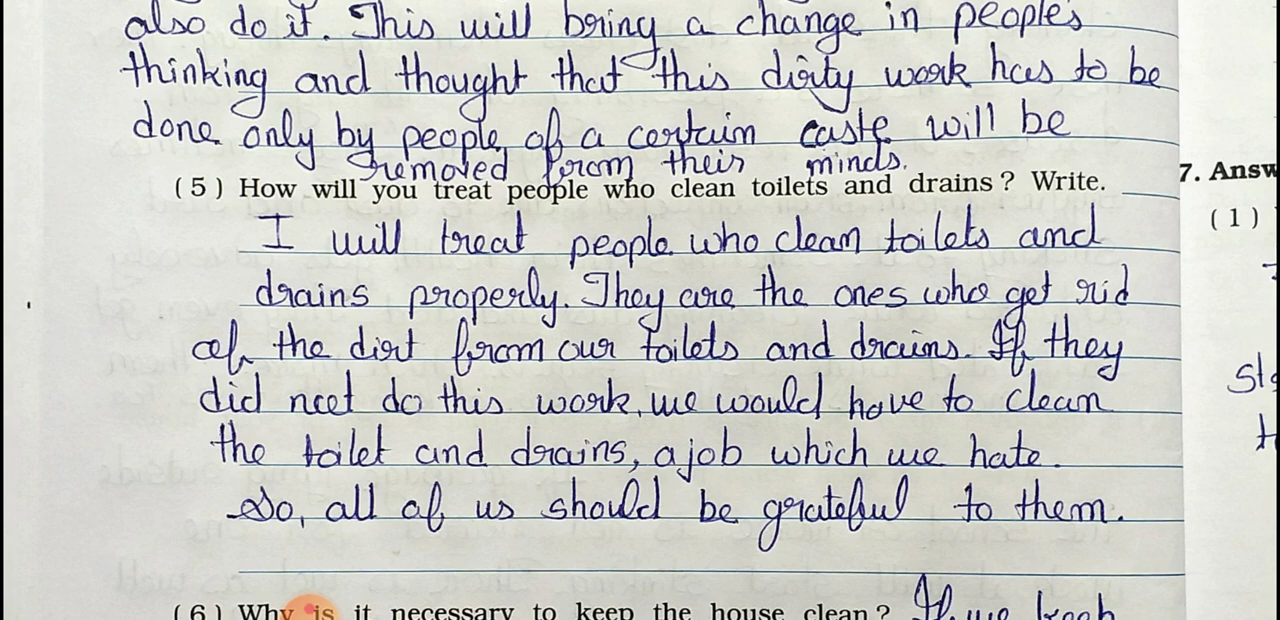 also do it. This will bring a change in people's
thinking and thought that this dirty work has to be
done only by people of a certain caste will be
removed from their minds.
(5) How will you treat people who clean toilets and drains? Write.
I will treat people who clean toilets and
drains properly. They are the ones who get rid
of the dirt from our toilets and drains. If they
did not do this work, we would have to clean
the toilet and drains, a job which we hate.
So, all of us should be grateful to them.
(6) Why is it necessary to keep the house clean? If we keep
7. Answ
(1)